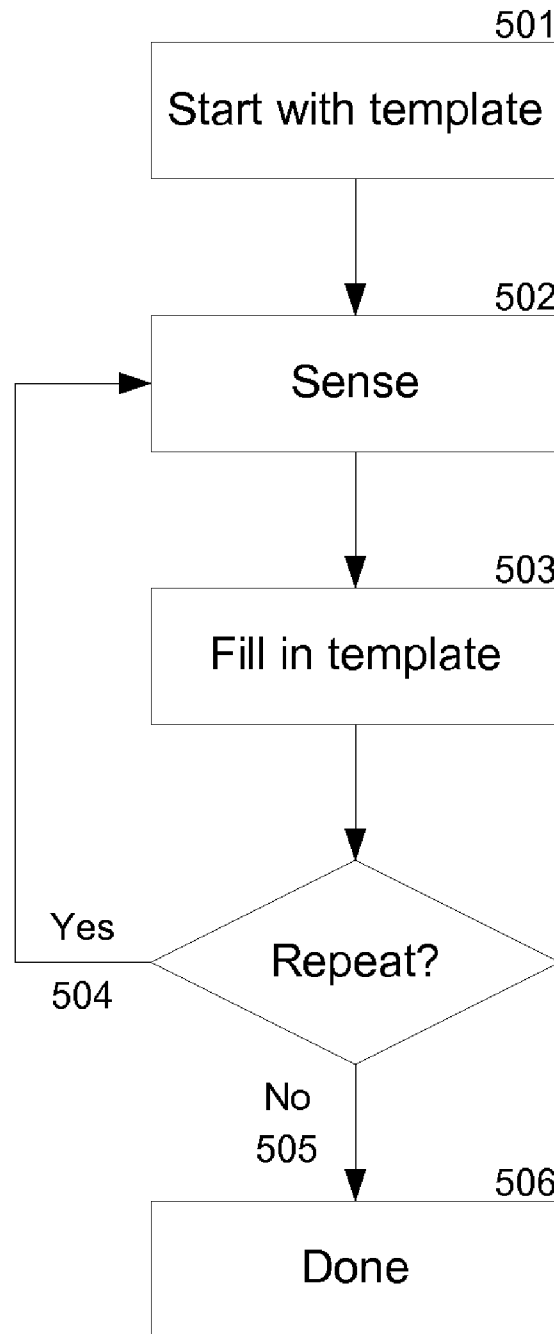 501
Start with template
502
Sense
503
Fill in template
Repeat?
Yes
504
No
505
506
Done